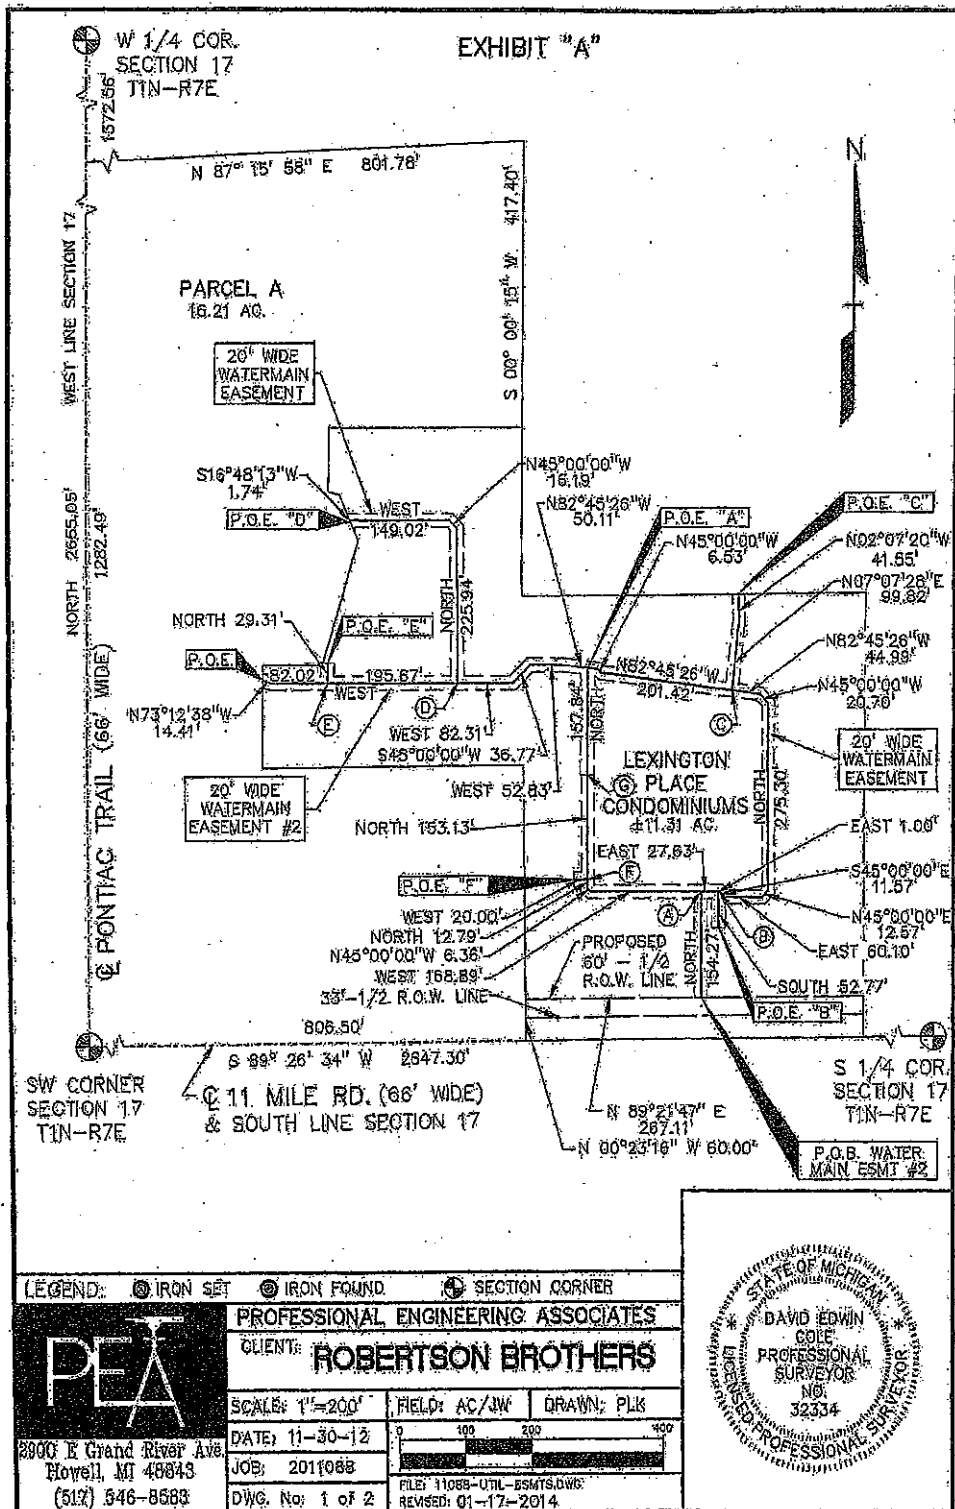 EXHIBIT "A"
W 1/4 COR.
SECTION 17
T1N-R7E
1372.56'
N 87° 15' 58" E 801.78'
S 00° 00' 15" W 417.40'
N
WEST LINE SECTION 17
NORTH 2655.05'
1282.49'
℄ PONTIAC TRAIL (66' WIDE)
PARCEL A
16.21 AC.
20' WIDE
WATERMAIN
EASEMENT
S16°48'13"W
1.74'
P.O.E. "D"
WEST
149.02'
N45°00'00"W
16.19'
N82°45'26"W
50.11'
P.O.E. "A"
N45°00'00"W
6.53'
P.O.E. "C"
N02°07'20"W
41.55'
N07°07'28"E
99.82'
N82°45'26"W
44.99'
N45°00'00"W
20.70'
NORTH
225.94'
NORTH 29.31'
P.O.E. "E"
P.O.E.
82.02'
195.67'
WEST
N73°12'38"W
14.41'
E
D
WEST 82.31'
S45°00'00"W 36.77'
WEST 52.83'
N82°45'26"W
201.42'
C
157.84'
NORTH
20' WIDE
WATERMAIN
EASEMENT #2
LEXINGTON
PLACE
CONDOMINIUMS
±11.31 AC.
G
20' WIDE
WATERMAIN
EASEMENT
NORTH
275.30'
NORTH 153.13'
EAST 1.00'
EAST 27.63'
F
P.O.E. "F"
S45°00'00"E
11.57'
WEST 20.00'
NORTH 12.79'
N45°00'00"W 6.36'
WEST 168.89'
33'-1/2 R.O.W. LINE
A
B
N45°00'00"E
12.57'
EAST 60.10'
PROPOSED
60' - 1/2
R.O.W. LINE
NORTH
154.27'
SOUTH 52.77'
P.O.E. "B"
806.50'
S 89° 26' 34" W 2647.30'
SW CORNER
SECTION 17
T1N-R7E
℄ 11 MILE RD. (66' WIDE)
& SOUTH LINE SECTION 17
S 1/4 COR.
SECTION 17
T1N-R7E
N 89°21'47" E
267.11'
N 00°23'16" W 60.00'
P.O.B. WATER
MAIN ESMT #2
LEGEND: IRON SET IRON FOUND SECTION CORNER
PEA
2900 E Grand River Ave.
Howell, MI 48843
(517) 546-8583
PROFESSIONAL ENGINEERING ASSOCIATES
CLIENT: ROBERTSON BROTHERS
SCALE: 1"=200' FIELD: AC/JW DRAWN: PLK
DATE: 11-30-12
0 100 200 400
JOB: 2011088
DWG. No: 1 of 2
FILE: 11088-UTIL-ESMTS.DWG
REVISED: 01-17-2014
STATE OF MICHIGAN
DAVID EDWIN
COLE
PROFESSIONAL
SURVEYOR
NO.
32334
LICENSED PROFESSIONAL SURVEYOR